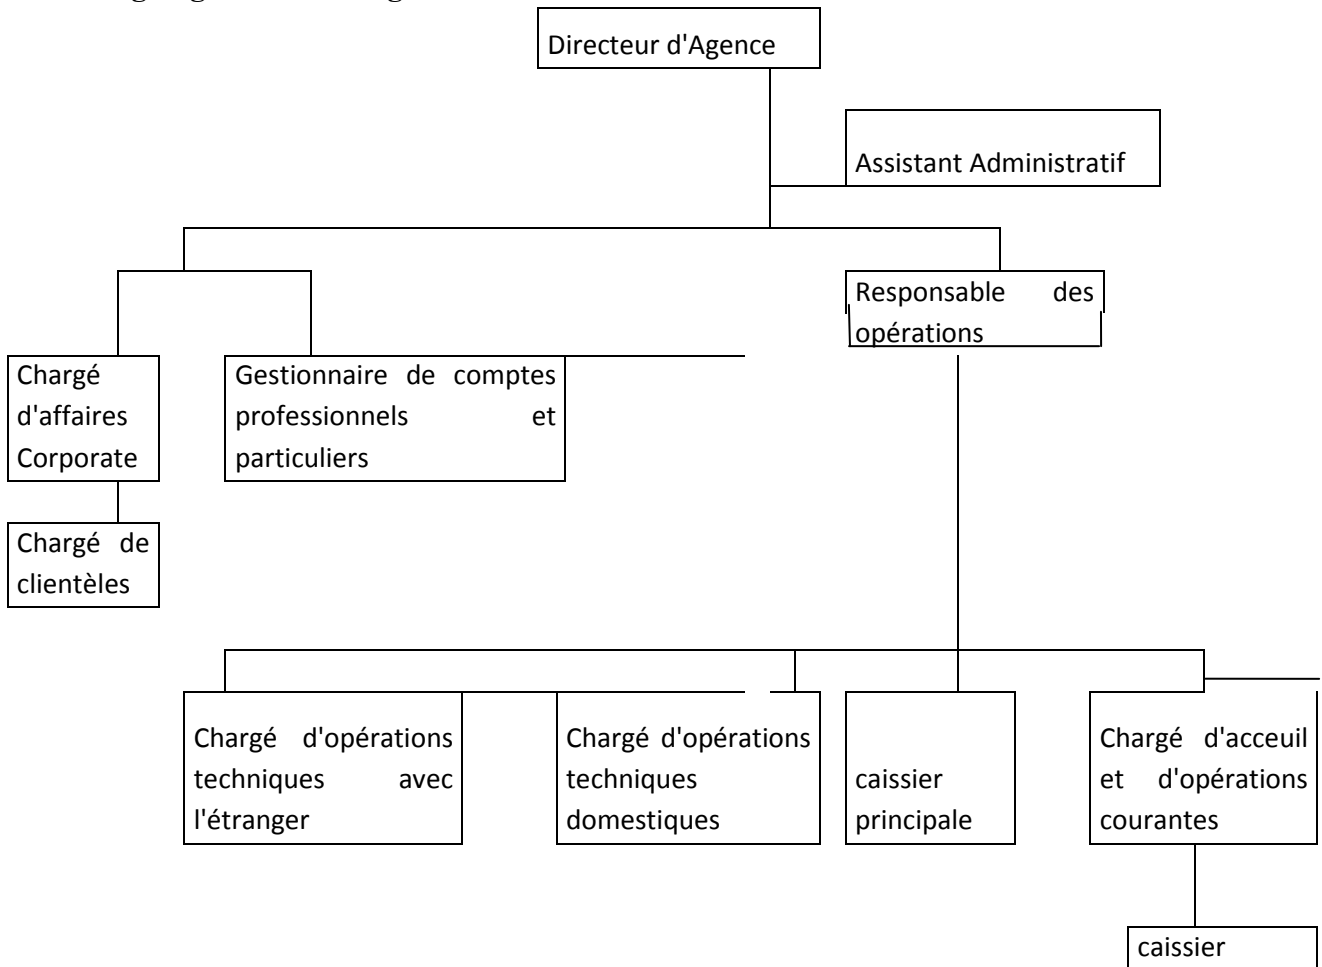 Directeur d'Agence
Assistant Administratif
Responsable des
opérations
Chargé
d'affaires
Corporate
Gestionnaire de comptes
professionnels et
particuliers
Chargé de
clientèles
Chargé d'opérations
techniques avec
l'étranger
Chargé d'opérations
techniques
domestiques
caissier
principale
Chargé d'acceuil
et d'opérations
courantes
caissier